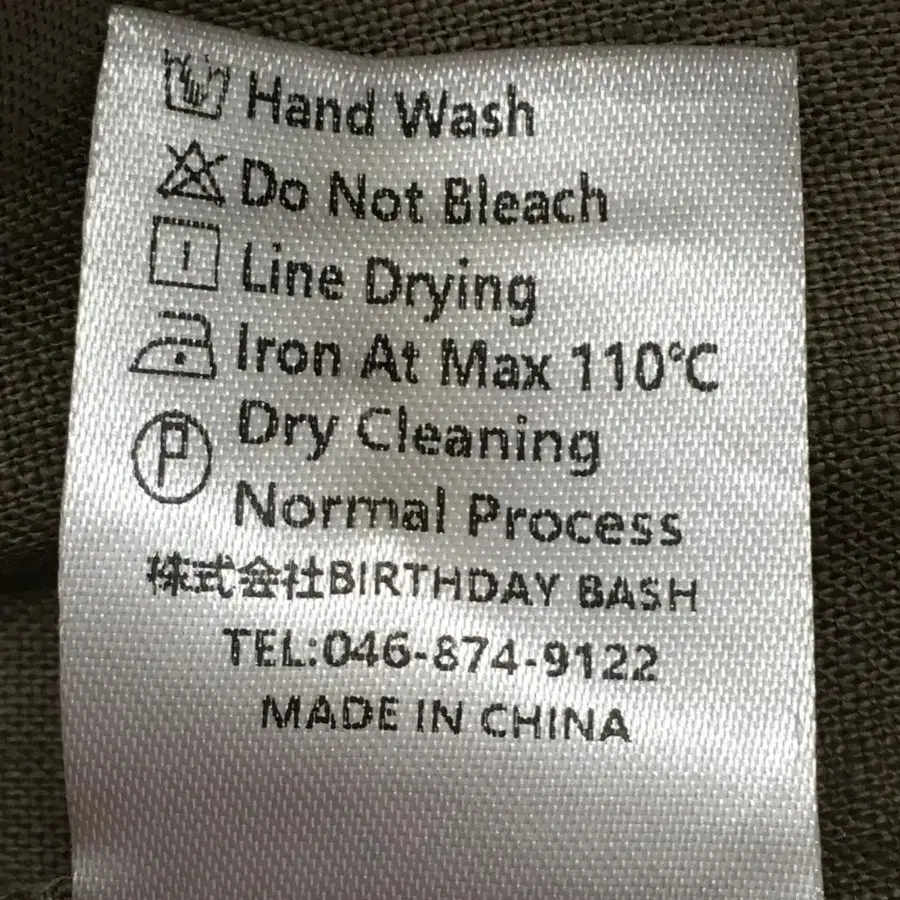 Hand Wash
Do Not Bleach
Line Drying
Iron At Max 110℃
P Dry Cleaning
Normal Process
株式会社BIRTHDAY BASH
TEL:046-874-9122
MADE IN CHINA